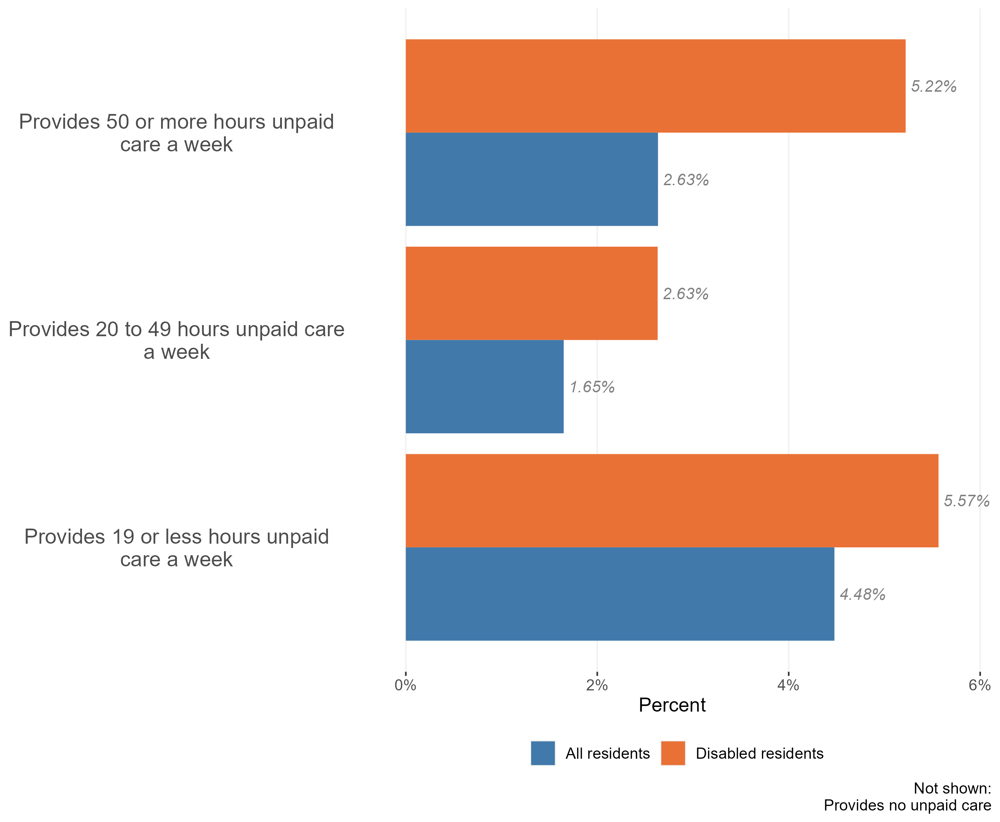 Provides 50 or more hours unpaid
care a week
5.22%
2.63%
Provides 20 to 49 hours unpaid care
a week
2.63%
1.65%
Provides 19 or less hours unpaid
care a week
5.57%
4.48%
0% 2% 4% 6%
Percent
All residents Disabled residents
Not shown:
Provides no unpaid care